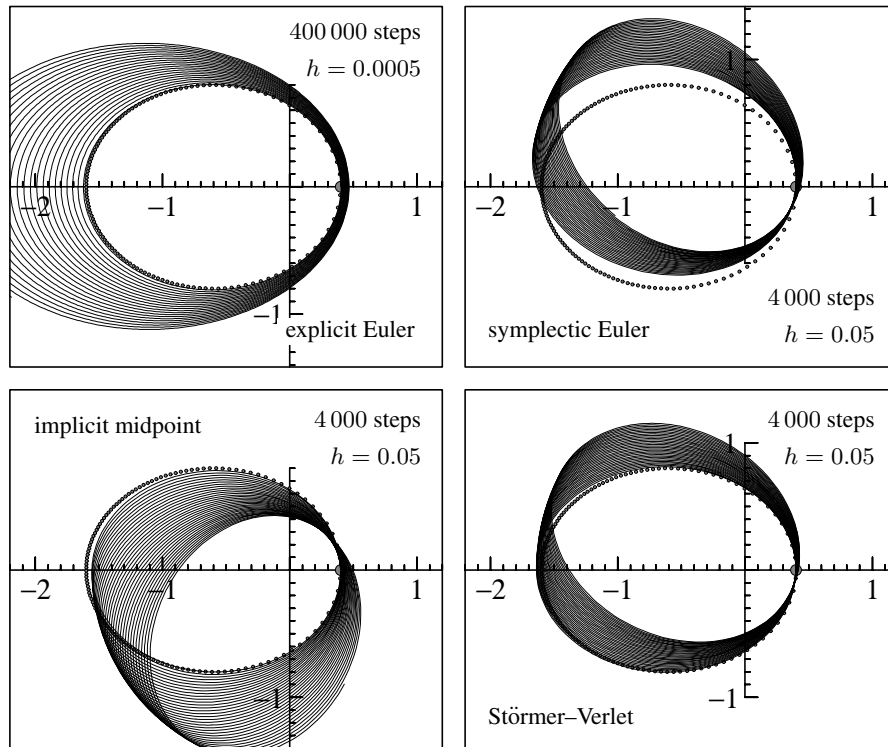 400 000 steps
h = 0.0005
−2
−1
1
−1
explicit Euler
1
−2
−1
1
4 000 steps
symplectic Euler
h = 0.05
implicit midpoint
4 000 steps
h = 0.05
−2
−1
1
−1
4 000 steps
1
h = 0.05
−2
−1
1
−1
Störmer–Verlet